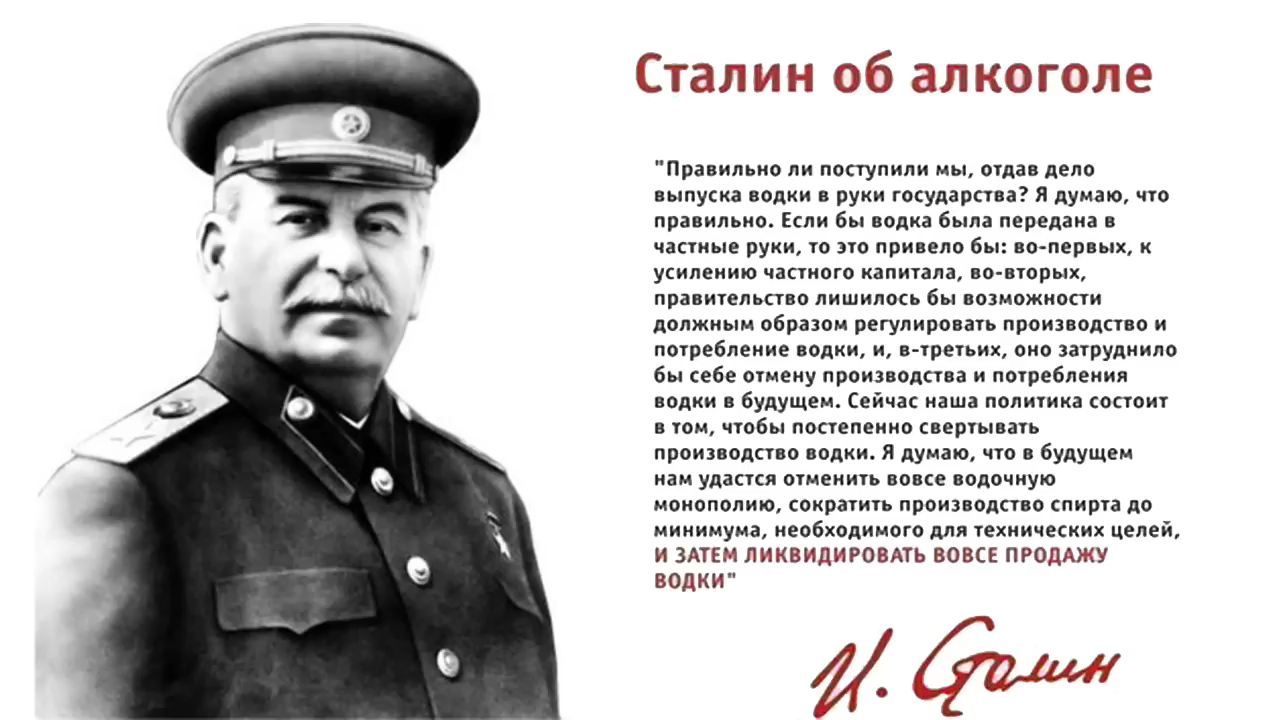 Сталин об алкоголе
"Правильно ли поступили мы, отдав дело
выпуска водки в руки государства? Я думаю, что
правильно. Если бы водка была передана в
частные руки, то это привело бы: во-первых, к
усилению частного капитала, во-вторых,
правительство лишилось бы возможности
должным образом регулировать производство и
потребление водки, и, в-третьих, оно затруднило
бы себе отмену производства и потребления
водки в будущем. Сейчас наша политика состоит
в том, чтобы постепенно свертывать
производство водки. Я думаю, что в будущем
нам удастся отменить вовсе водочную
монополию, сократить производство спирта до
минимума, необходимого для технических целей,
И ЗАТЕМ ЛИКВИДИРОВАТЬ ВОВСЕ ПРОДАЖУ
ВОДКИ"
И. Сталин